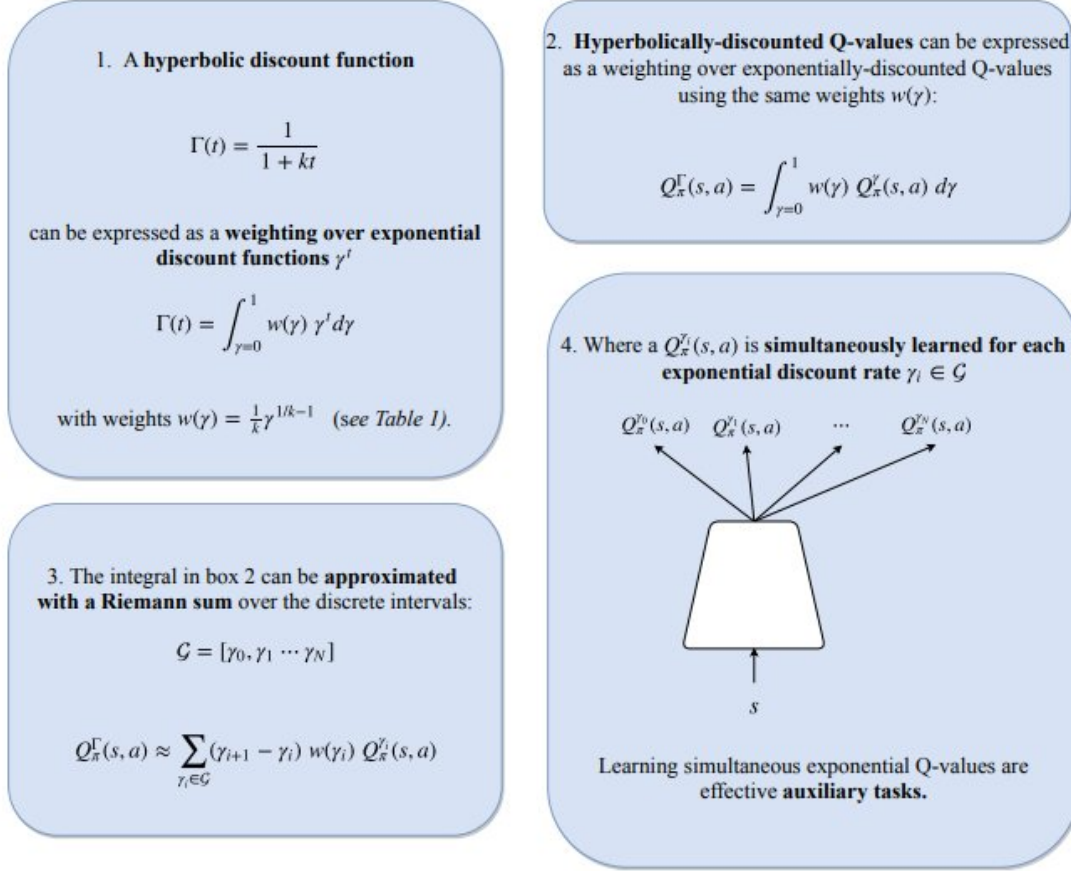 1. A hyperbolic discount function
Γ(t) = 1 / (1 + kt)
can be expressed as a weighting over exponential
discount functions γ^t
Γ(t) = ∫_{γ=0}^{1} w(γ) γ^t dγ
with weights w(γ) = 1/k γ^{1/k−1} (see Table 1).
2. Hyperbolically-discounted Q-values can be expressed
as a weighting over exponentially-discounted Q-values
using the same weights w(γ):
Q_π^Γ(s, a) = ∫_{γ=0}^{1} w(γ) Q_π^γ(s, a) dγ
3. The integral in box 2 can be approximated
with a Riemann sum over the discrete intervals:
𝒢 = [γ₀, γ₁ ⋯ γ_N]
Q_π^Γ(s, a) ≈ ∑_{γ_i∈𝒢} (γ_{i+1} − γ_i) w(γ_i) Q_π^{γ_i}(s, a)
4. Where a Q_π^{γ_i}(s, a) is simultaneously learned for each
exponential discount rate γ_i ∈ 𝒢
Q_π^{γ_0}(s, a) Q_π^{γ_1}(s, a) ⋯ Q_π^{γ_N}(s, a)
s
Learning simultaneous exponential Q-values are
effective auxiliary tasks.